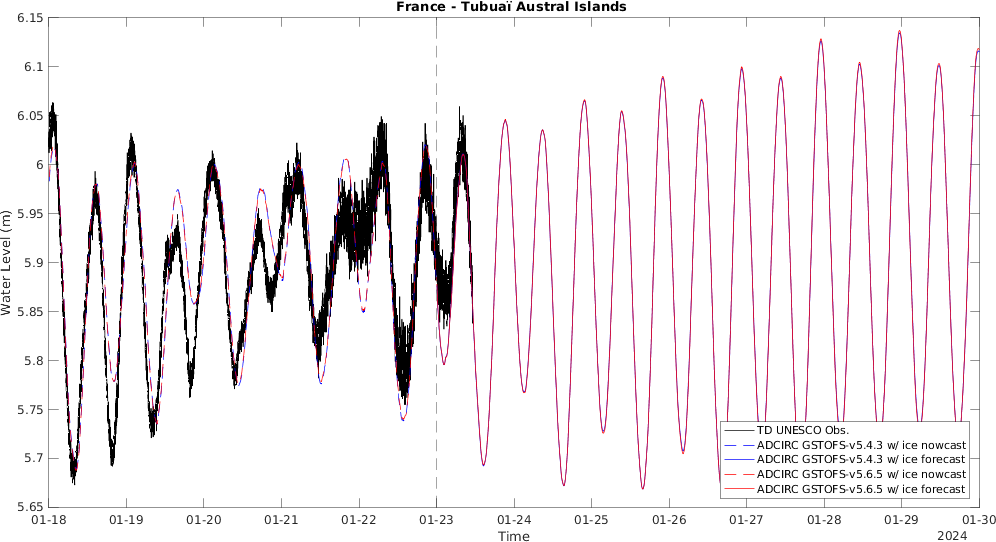 France - Tubuaï Austral Islands
6.15
6.1
6.05
6
5.95
5.9
5.85
5.8
5.75
5.7
5.65
Water Level (m)
TD UNESCO Obs.
ADCIRC GSTOFS-v5.4.3 w/ ice nowcast
ADCIRC GSTOFS-v5.4.3 w/ ice forecast
ADCIRC GSTOFS-v5.6.5 w/ ice nowcast
ADCIRC GSTOFS-v5.6.5 w/ ice forecast
01-18 01-19 01-20 01-21 01-22 01-23 01-24 01-25 01-26 01-27 01-28 01-29 01-30
Time
2024